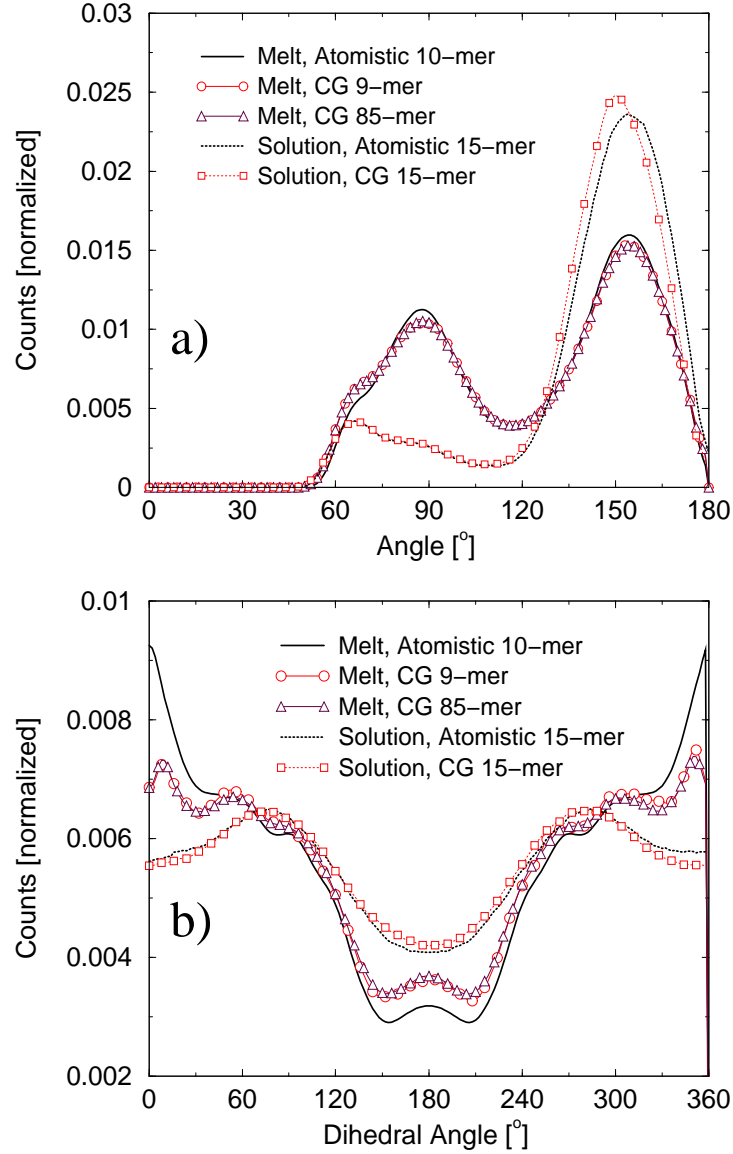 0.03
Melt, Atomistic 10−mer
Melt, CG 9−mer
Melt, CG 85−mer
Solution, Atomistic 15−mer
Solution, CG 15−mer
0.025
0.02
0.015
0.01
0.005
0
Counts [normalized]
a)
0 30 60 90 120 150 180
Angle [°]
0.01
Melt, Atomistic 10−mer
Melt, CG 9−mer
Melt, CG 85−mer
Solution, Atomistic 15−mer
Solution, CG 15−mer
0.008
0.006
0.004
0.002
Counts [normalized]
b)
0 60 120 180 240 300 360
Dihedral Angle [°]